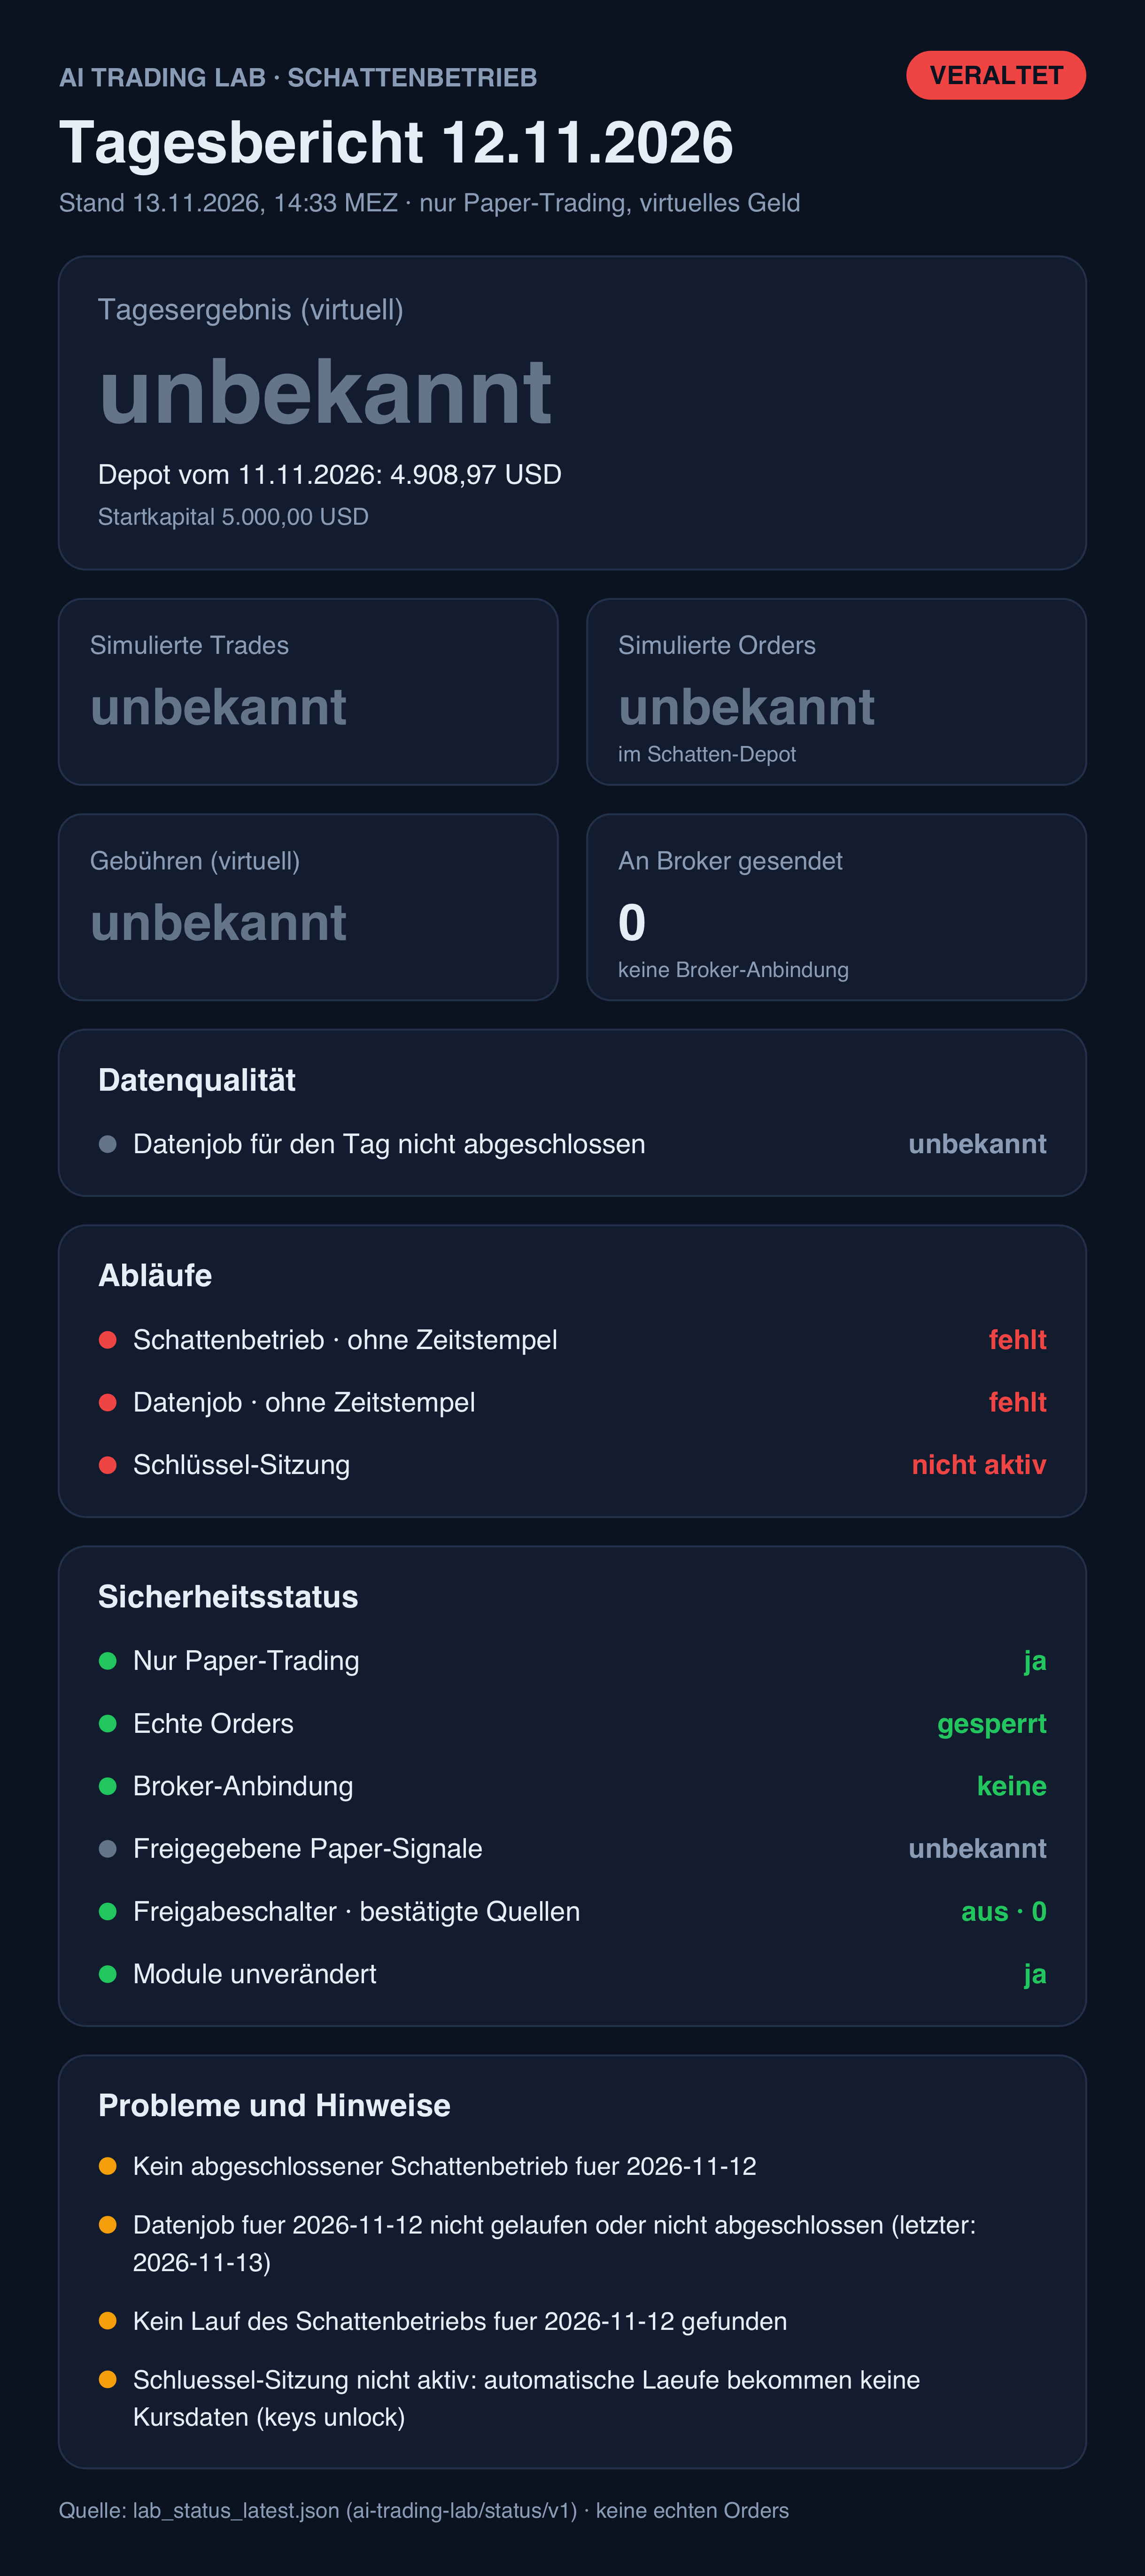 AI TRADING LAB · SCHATTENBETRIEB
VERALTET
Tagesbericht 12.11.2026
Stand 13.11.2026, 14:33 MEZ · nur Paper-Trading, virtuelles Geld
Tagesergebnis (virtuell)
unbekannt
Depot vom 11.11.2026: 4.908,97 USD
Startkapital 5.000,00 USD
Simulierte Trades
unbekannt
Simulierte Orders
unbekannt
im Schatten-Depot
Gebühren (virtuell)
unbekannt
An Broker gesendet
0
keine Broker-Anbindung
Datenqualität
Datenjob für den Tag nicht abgeschlossen unbekannt
Abläufe
Schattenbetrieb · ohne Zeitstempel fehlt
Datenjob · ohne Zeitstempel fehlt
Schlüssel-Sitzung nicht aktiv
Sicherheitsstatus
Nur Paper-Trading ja
Echte Orders gesperrt
Broker-Anbindung keine
Freigegebene Paper-Signale unbekannt
Freigabeschalter · bestätigte Quellen aus · 0
Module unverändert ja
Probleme und Hinweise
Kein abgeschlossener Schattenbetrieb fuer 2026-11-12
Datenjob fuer 2026-11-12 nicht gelaufen oder nicht abgeschlossen (letzter:
2026-11-13)
Kein Lauf des Schattenbetriebs fuer 2026-11-12 gefunden
Schluessel-Sitzung nicht aktiv: automatische Laeufe bekommen keine
Kursdaten (keys unlock)
Quelle: lab_status_latest.json (ai-trading-lab/status/v1) · keine echten Orders